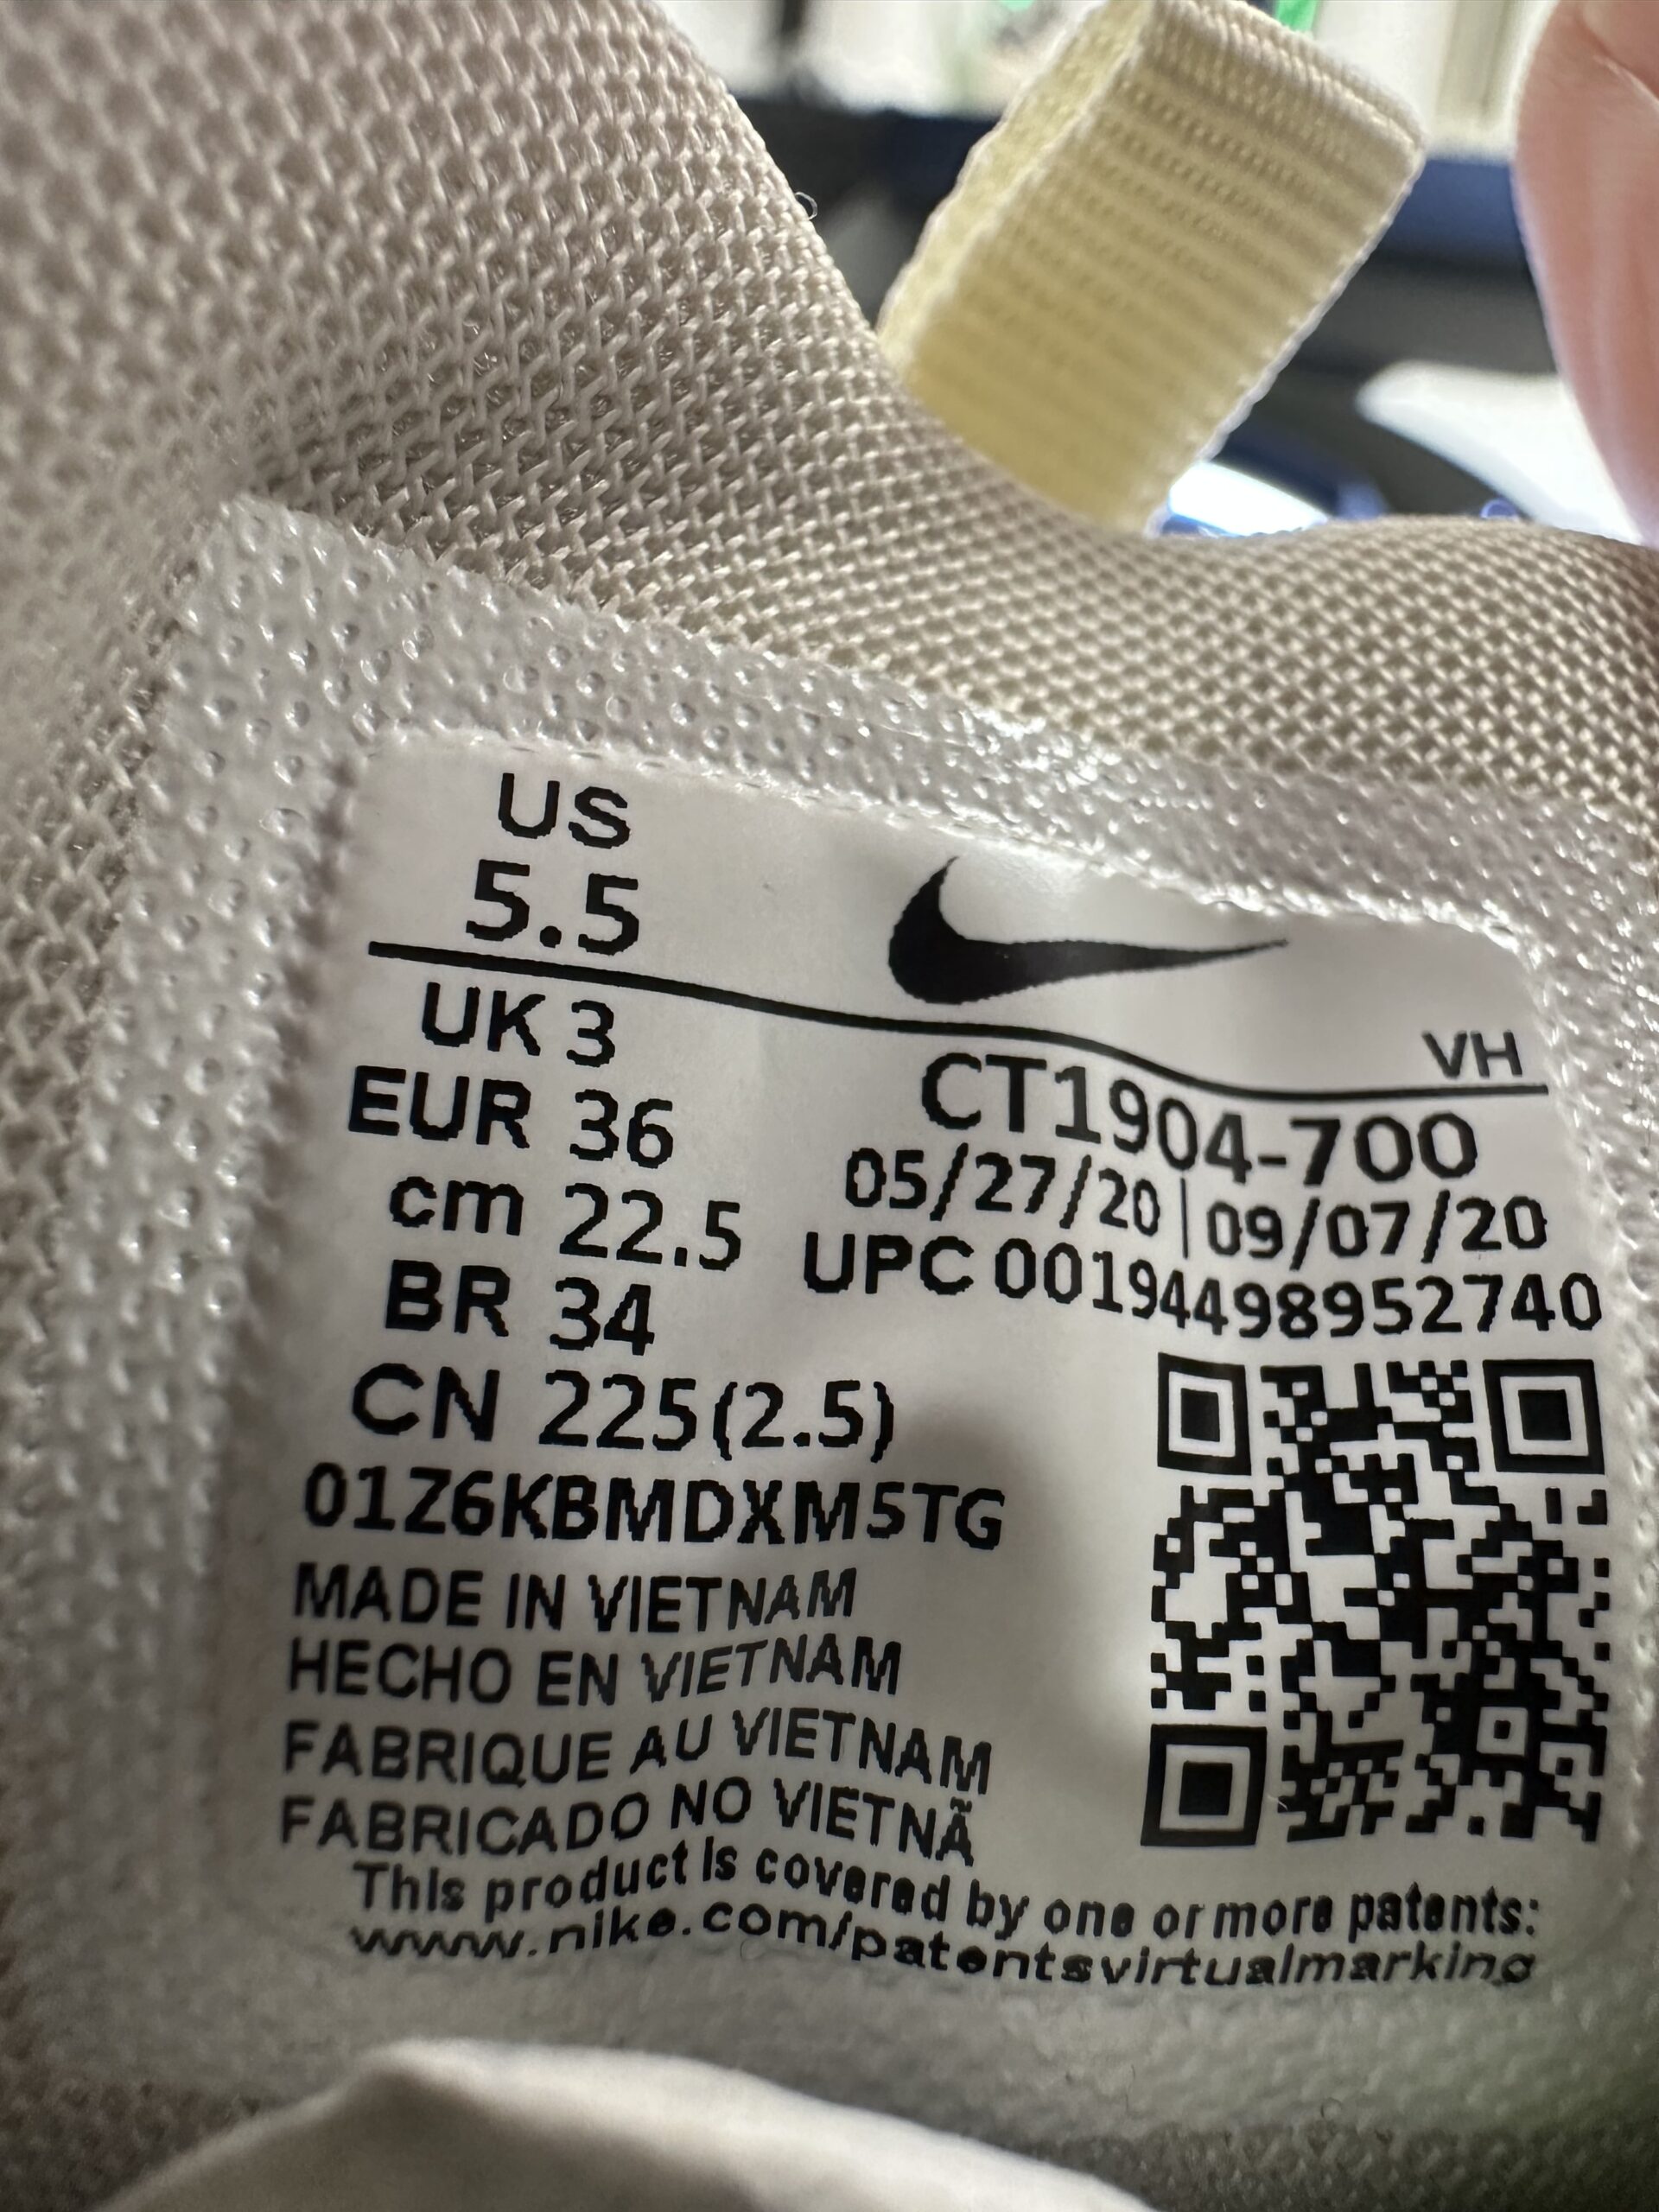 US
5.5
UK 3
EUR 36
cm 22.5
BR 34
CN 225(2.5)
VH
CT1904-700
05/27/20|09/07/20
UPC 00194498952740
01Z6KBMDXM5TG
MADE IN VIETNAM
HECHO EN VIETNAM
FABRIQUE AU VIETNAM
FABRICADO NO VIETNÃ
This product is covered by one or more patents:
www.nike.com/patentsvirtualmarking